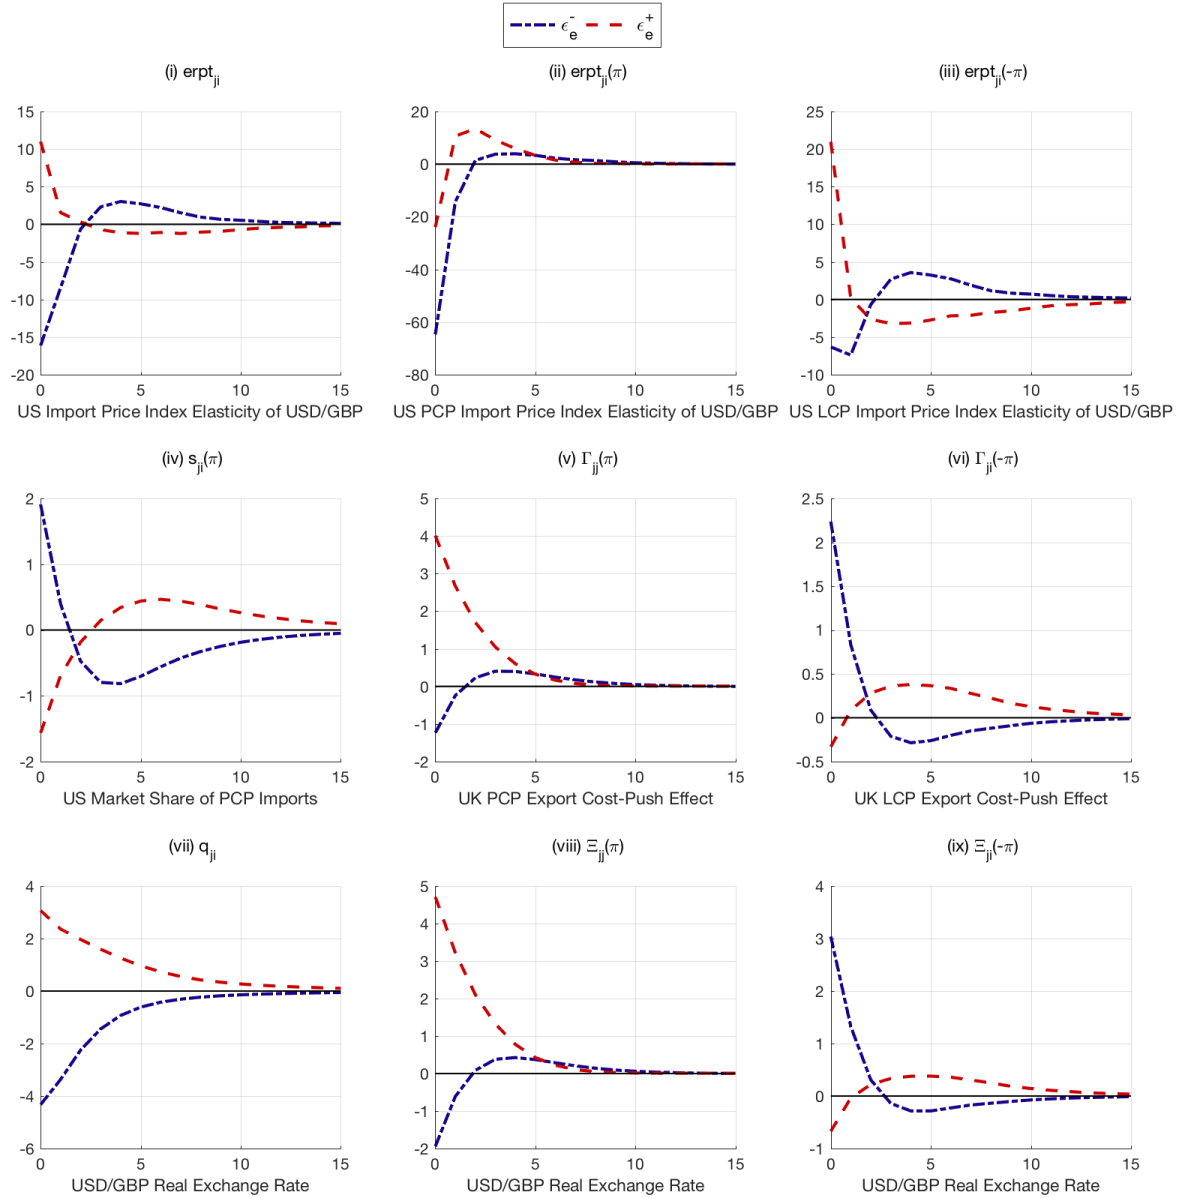 ϵe- ϵe+
(i) erptji
(ii) erptji(π)
(iii) erptji(-π)
15
10
5
0
-5
-10
-15
-20
0 5 10 15
US Import Price Index Elasticity of USD/GBP
20
0
-20
-40
-60
-80
0 5 10 15
US PCP Import Price Index Elasticity of USD/GBP
25
20
15
10
5
0
-5
-10
0 5 10 15
US LCP Import Price Index Elasticity of USD/GBP
(iv) sji(π)
(v) Γjj(π)
(vi) Γji(-π)
2
1
0
-1
-2
0 5 10 15
US Market Share of PCP Imports
5
4
3
2
1
0
-1
-2
0 5 10 15
UK PCP Export Cost-Push Effect
2.5
2
1.5
1
0.5
0
-0.5
0 5 10 15
UK LCP Export Cost-Push Effect
(vii) qji
(viii) Ξjj(π)
(ix) Ξji(-π)
4
2
0
-2
-4
-6
0 5 10 15
USD/GBP Real Exchange Rate
5
4
3
2
1
0
-1
-2
0 5 10 15
USD/GBP Real Exchange Rate
4
3
2
1
0
-1
0 5 10 15
USD/GBP Real Exchange Rate